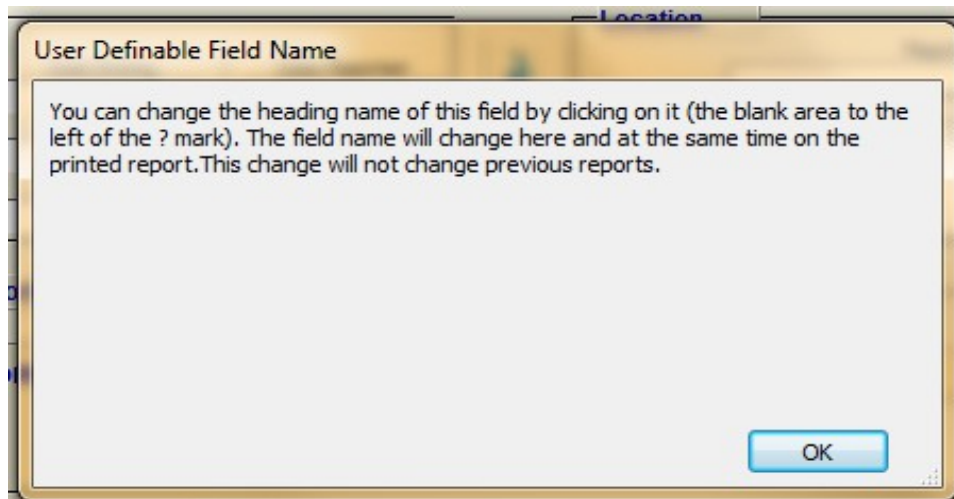 Location
User Definable Field Name
You can change the heading name of this field by clicking on it (the blank area to the
left of the ? mark). The field name will change here and at the same time on the
printed report.This change will not change previous reports.
OK